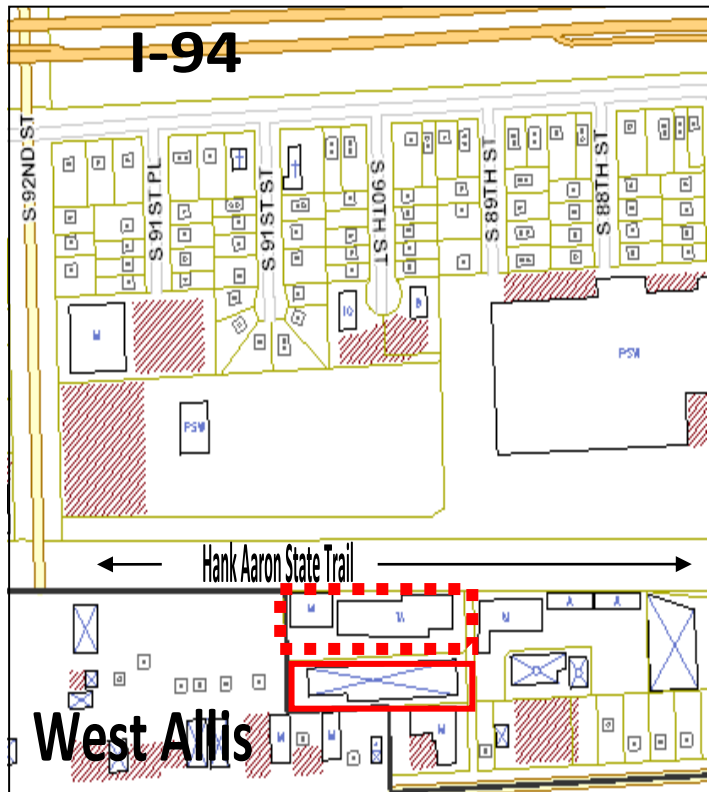 I-94
S 92ND ST
S 91ST PL
S 91ST ST
S 90TH ST
S 89TH ST
S 88TH ST
M
IO
PSW
PSW
Hank Aaron State Trail
M
A
A
West Allis
M
M
M